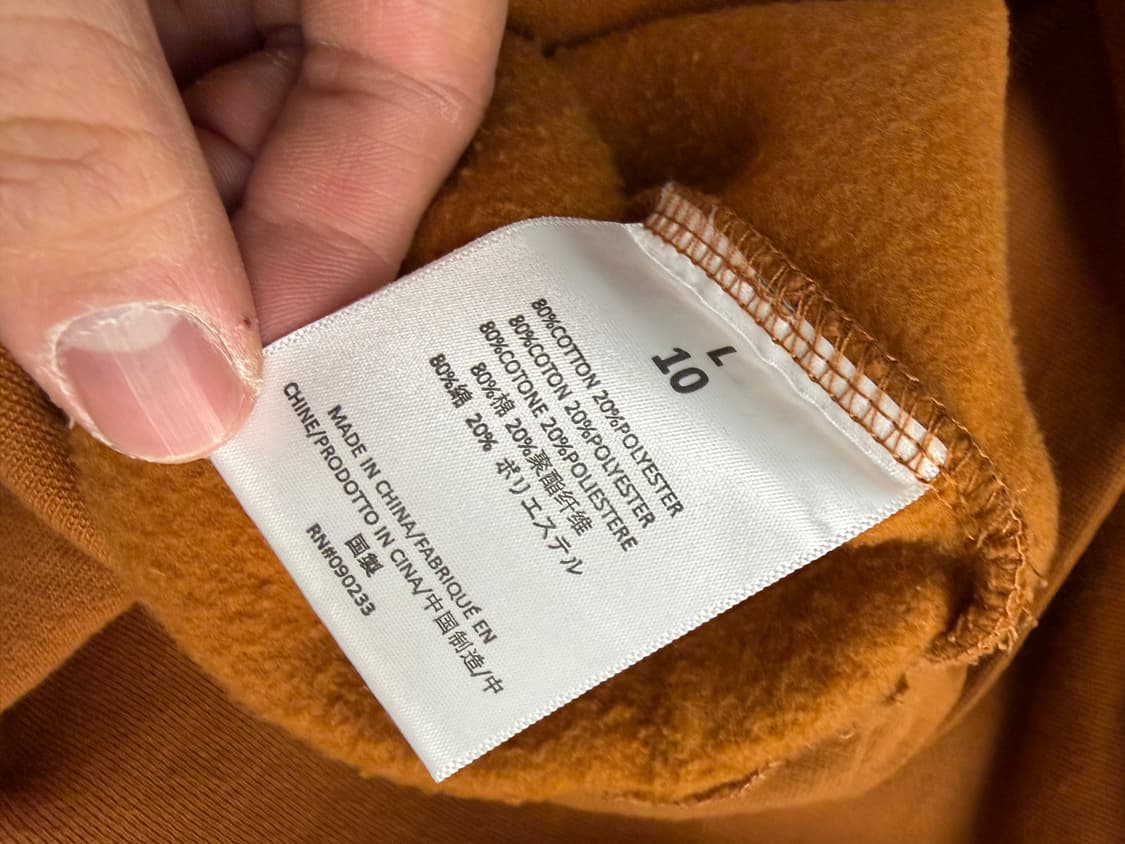 L
10
80%COTTON 20%POLYESTER
80%COTON 20%POLYESTER
80%COTONE 20%POLIESTERE
80%棉 20%聚酯纤维
80%綿 20% ポリエステル
MADE IN CHINA/FABRIQUÉ EN
CHINE/PRODOTTO IN CINA/中国制造/中
国製
RN#090233